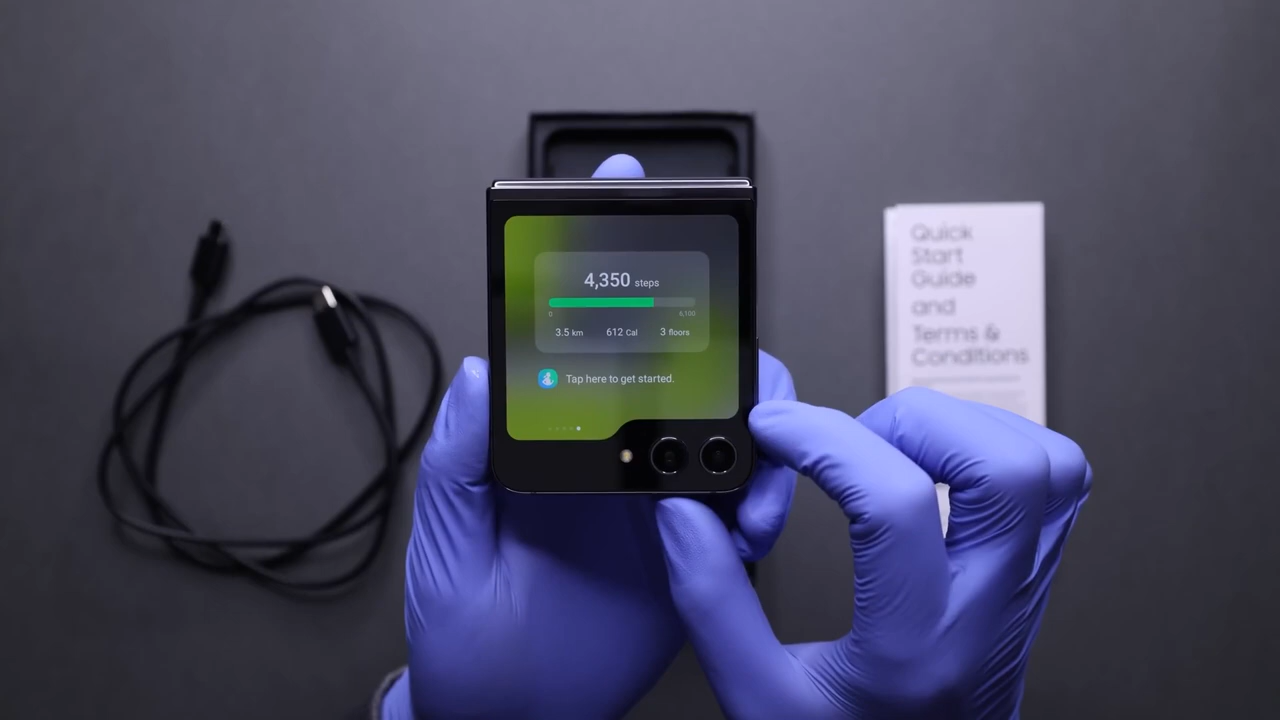 4,350 steps
0 6,100
3.5 km 612 Cal 3 floors
Tap here to get started.
Quick
Start
Guide
and
Terms &
Conditions